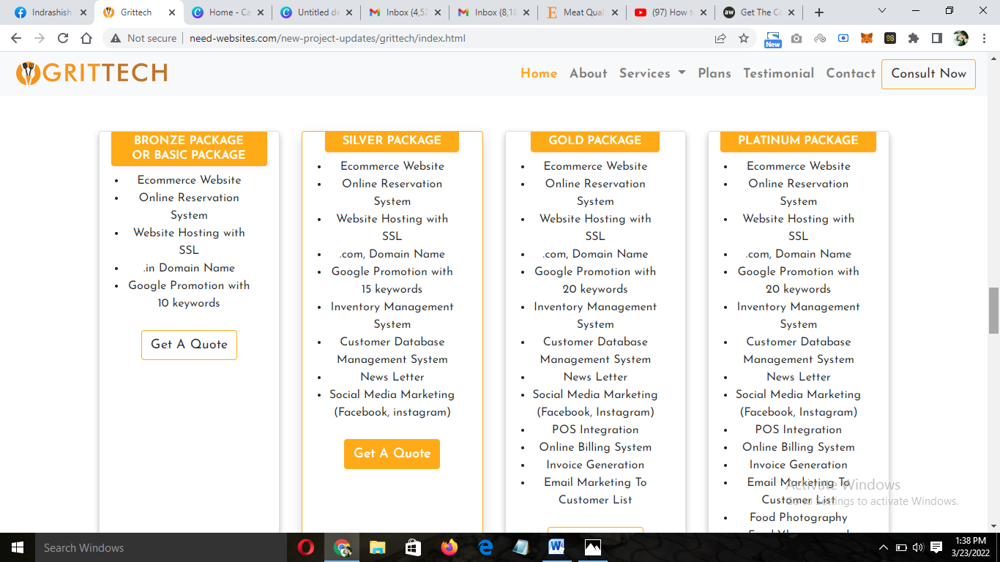 Indrashish
Grittech
Home - Ca
Untitled de
Inbox (4,52
Inbox (8,18
Meat Qual
(97) How t
aw
Get The Co
Not secure
need-websites.com/new-project-updates/grittech/index.html
New
98
GRITTECH
Home About Services Plans Testimonial Contact Consult Now
BRONZE PACKAGE
OR BASIC PACKAGE
Ecommerce Website
Online Reservation
System
Website Hosting with
SSL
.in Domain Name
Google Promotion with
10 keywords
Get A Quote
SILVER PACKAGE
Ecommerce Website
Online Reservation
System
Website Hosting with
SSL
.com, Domain Name
Google Promotion with
15 keywords
Inventory Management
System
Customer Database
Management System
News Letter
Social Media Marketing
(Facebook, instagram)
Get A Quote
GOLD PACKAGE
Ecommerce Website
Online Reservation
System
Website Hosting with
SSL
.com, Domain Name
Google Promotion with
20 keywords
Inventory Management
System
Customer Database
Management System
News Letter
Social Media Marketing
(Facebook, Instagram)
POS Integration
Online Billing System
Invoice Generation
Email Marketing To
Customer List
PLATINUM PACKAGE
Ecommerce Website
Online Reservation
System
Website Hosting with
SSL
.com, Domain Name
Google Promotion with
20 keywords
Inventory Management
System
Customer Database
Management System
News Letter
Social Media Marketing
(Facebook, Instagram)
POS Integration
Online Billing System
Invoice Generation
Email Marketing To
Customer List
Food Photography
Activate Windows
Go to Settings to activate Windows.
Search Windows
1:38 PM
3/23/2022